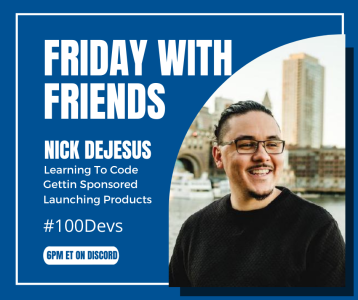 FRIDAY WITH
FRIENDS
NICK DEJESUS
Learning To Code
Gettin Sponsored
Launching Products
#100Devs
6PM ET ON DISCORD